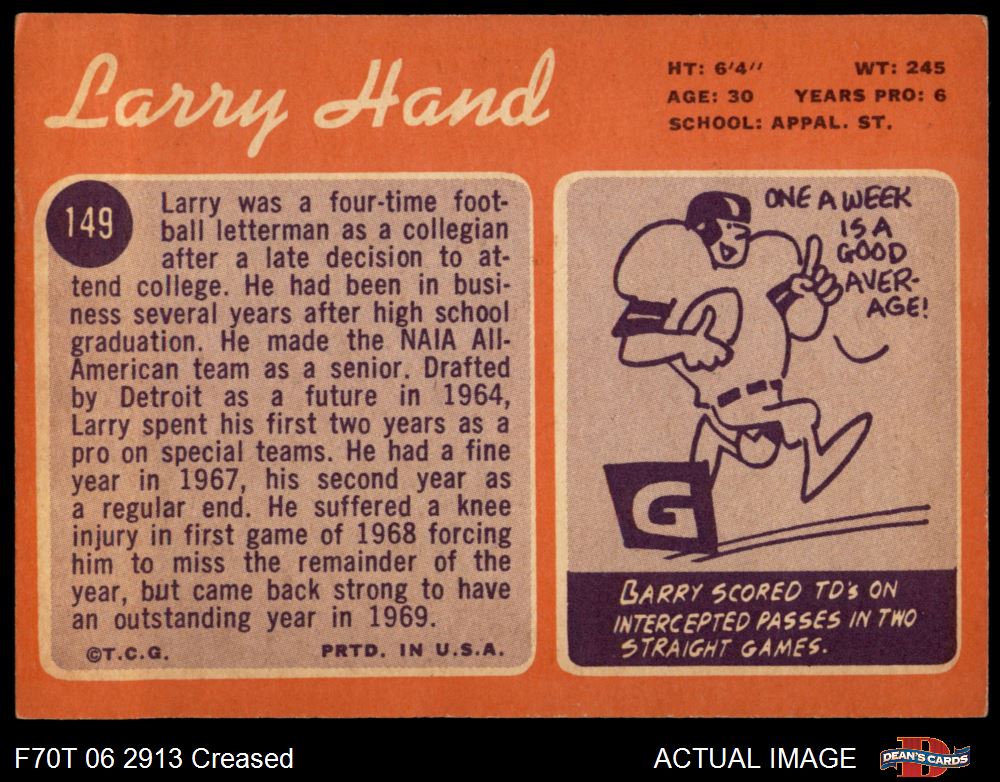 Larry Hand
HT: 6'4" WT: 245
AGE: 30 YEARS PRO: 6
SCHOOL: APPAL. ST.
149
Larry was a four-time foot-
ball letterman as a collegian
after a late decision to at-
tend college. He had been in busi-
ness several years after high school
graduation. He made the NAIA All-
American team as a senior. Drafted
by Detroit as a future in 1964,
Larry spent his first two years as a
pro on special teams. He had a fine
year in 1967, his second year as
a regular end. He suffered a knee
injury in first game of 1968 forcing
him to miss the remainder of the
year, but came back strong to have
an outstanding year in 1969.
©T.C.G. PRTD. IN U.S.A.
ONE A WEEK
IS A
GOOD
AVER-
AGE!
G
BARRY SCORED TD's ON
INTERCEPTED PASSES IN TWO
STRAIGHT GAMES.
F70T 06 2913 Creased
ACTUAL IMAGE
D
DEAN'S CARDS